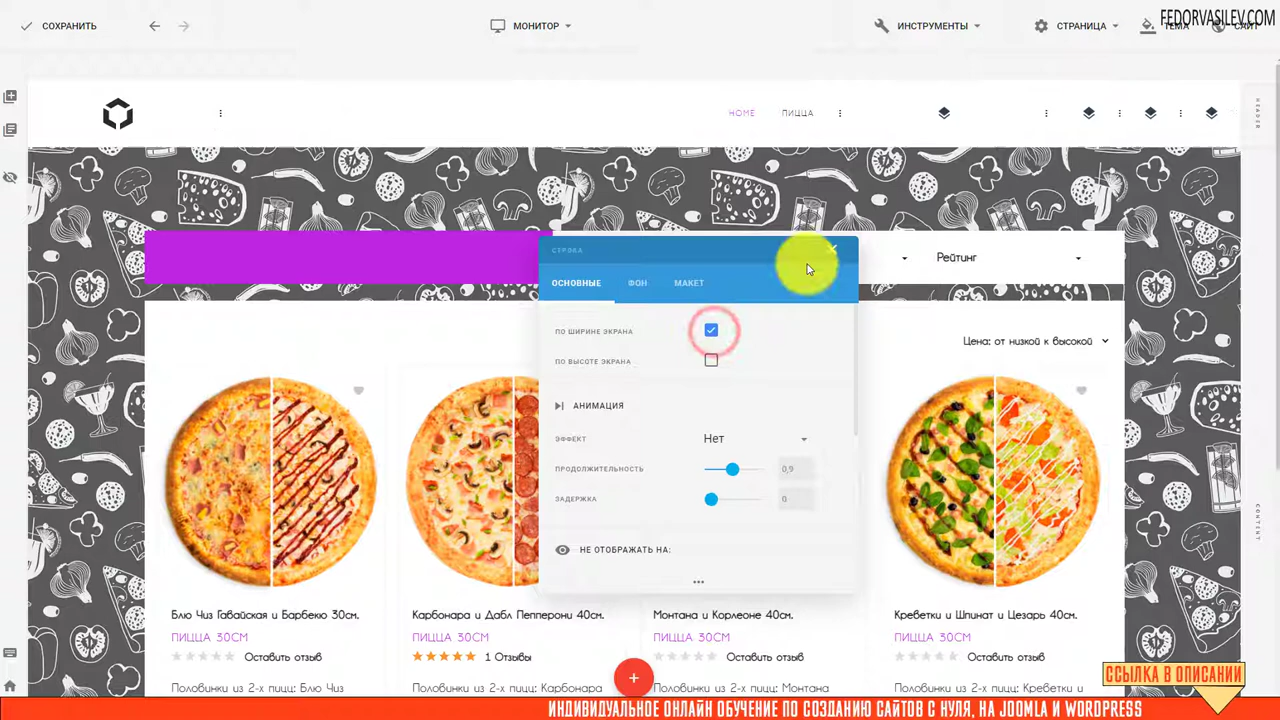 FEDORVASILEV.COM
СОХРАНИТЬ
МОНИТОР
ИНСТРУМЕНТЫ
СТРАНИЦА
ТЕМА
САЙТ
HOME
ПИЦЦА
HEADER
СТРОКА
Рейтинг
ОСНОВНЫЕ
ФОН
МАКЕТ
ПО ШИРИНЕ ЭКРАНА
ПО ВЫСОТЕ ЭКРАНА
Цена: от низкой к высокой
АНИМАЦИЯ
ЭФФЕКТ
Нет
ПРОДОЛЖИТЕЛЬНОСТЬ
0,9
ЗАДЕРЖКА
0
CONTENT
НЕ ОТОБРАЖАТЬ НА:
Блю Чиз Гавайская и Барбекю 30см.
Карбонара и Дабл Пепперони 40см.
Монтана и Корлеоне 40см.
Креветки и Шпинат и Цезарь 40см.
ПИЦЦА 30СМ
ПИЦЦА 30СМ
ПИЦЦА 30СМ
ПИЦЦА 30СМ
Оставить отзыв
1 Отзывы
Оставить отзыв
Оставить отзыв
Половинки из 2-х пицц: Блю Чиз
Половинки из 2-х пицц: Карбонара
Половинки из 2-х пицц: Монтана
Половинки из 2-х пицц: Креветки и
ССЫЛКА В ОПИСАНИИ
ИНДИВИДУАЛЬНОЕ ОНЛАЙН ОБУЧЕНИЕ ПО СОЗДАНИЮ САЙТОВ С НУЛЯ, НА JOOMLA И WORDPRESS